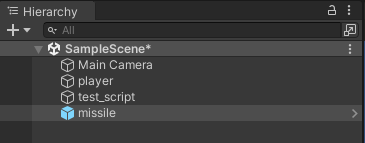 Hierarchy
All
SampleScene*
Main Camera
player
test_script
missile